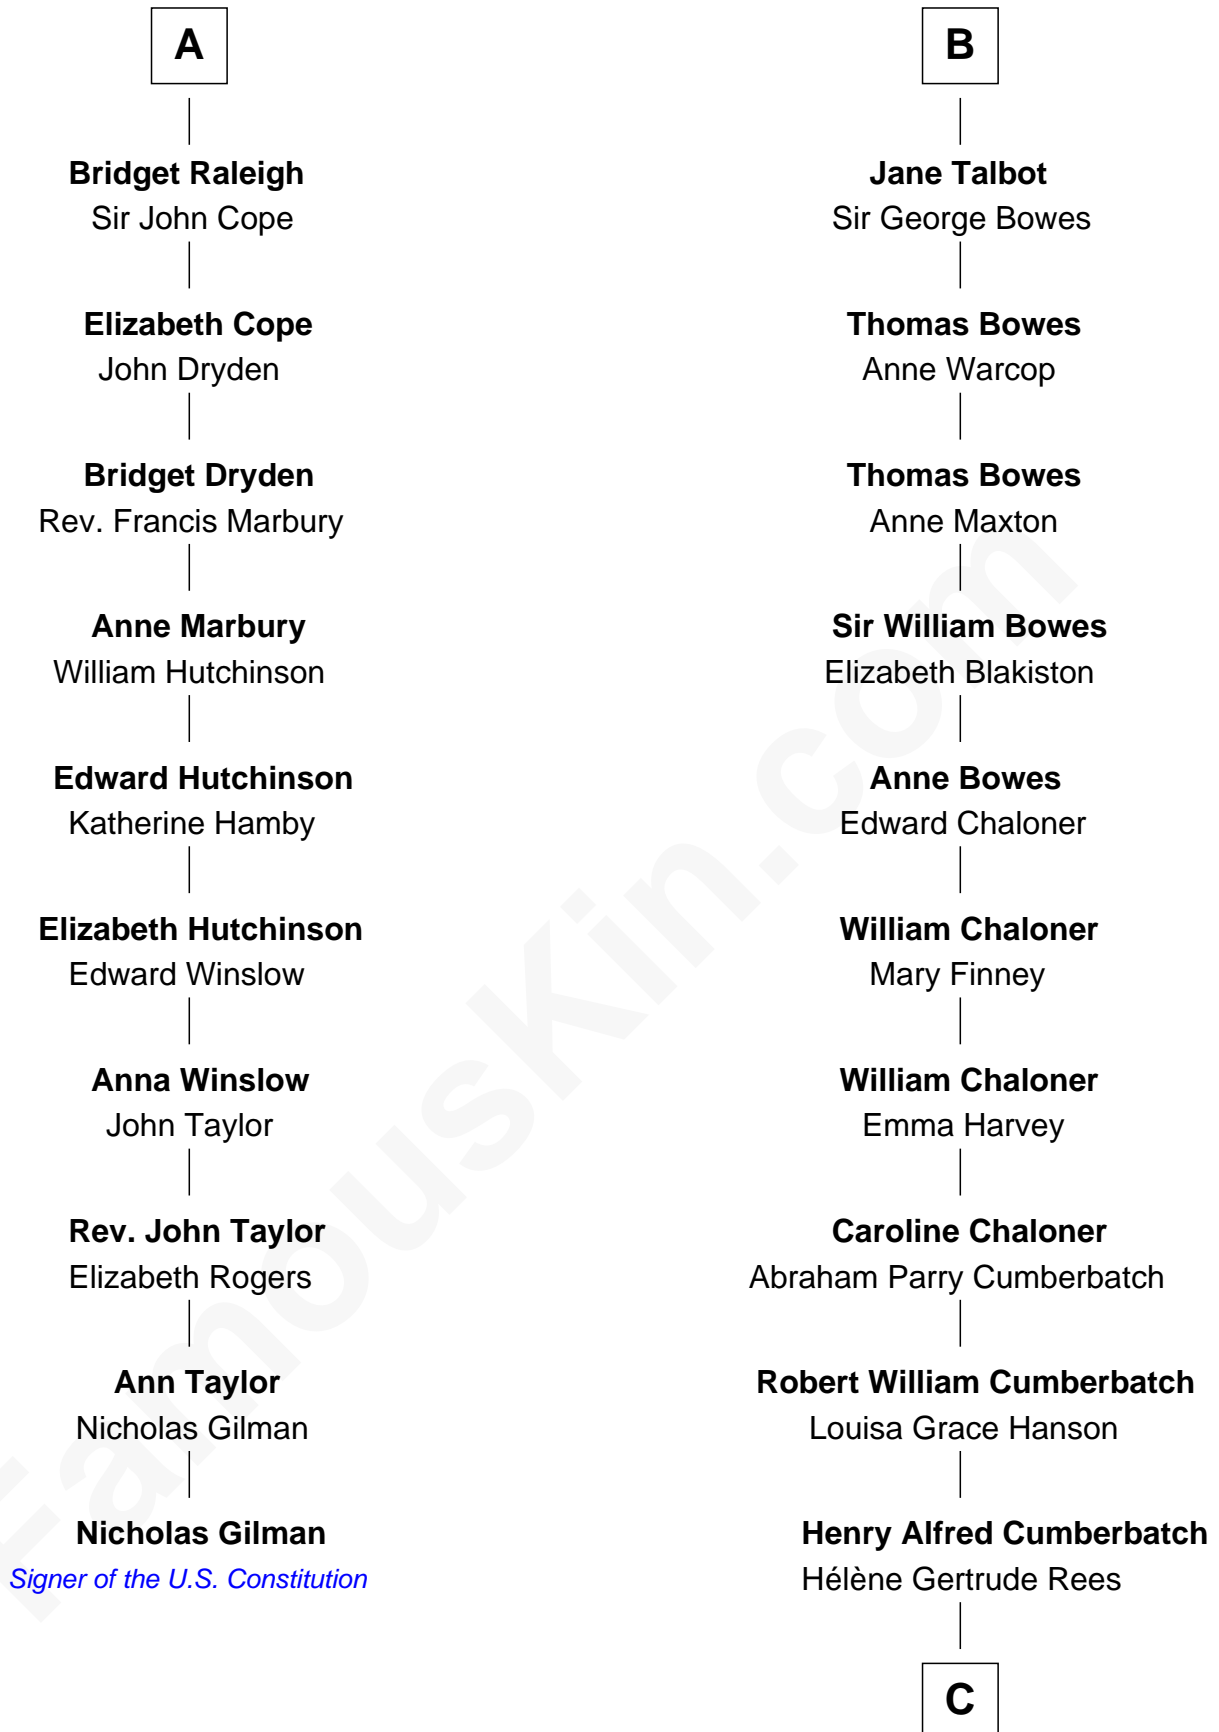 A
Bridget Raleigh
Sir John Cope
Elizabeth Cope
John Dryden
Bridget Dryden
Rev. Francis Marbury
Anne Marbury
William Hutchinson
Edward Hutchinson
Katherine Hamby
Elizabeth Hutchinson
Edward Winslow
Anna Winslow
John Taylor
Rev. John Taylor
Elizabeth Rogers
Ann Taylor
Nicholas Gilman
Nicholas Gilman
Signer of the U.S. Constitution
B
Jane Talbot
Sir George Bowes
Thomas Bowes
Anne Warcop
Thomas Bowes
Anne Maxton
Sir William Bowes
Elizabeth Blakiston
Anne Bowes
Edward Chaloner
William Chaloner
Mary Finney
William Chaloner
Emma Harvey
Caroline Chaloner
Abraham Parry Cumberbatch
Robert William Cumberbatch
Louisa Grace Hanson
Henry Alfred Cumberbatch
Hélène Gertrude Rees
C
FamousKin.com